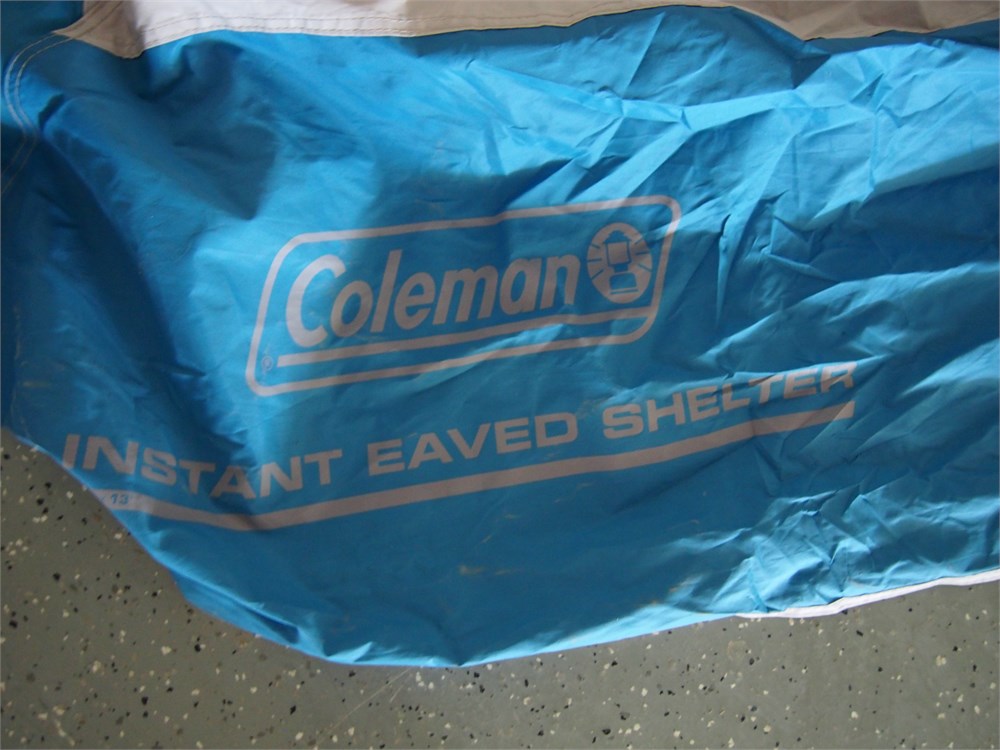 Coleman
®
INSTANT EAVED SHELTER